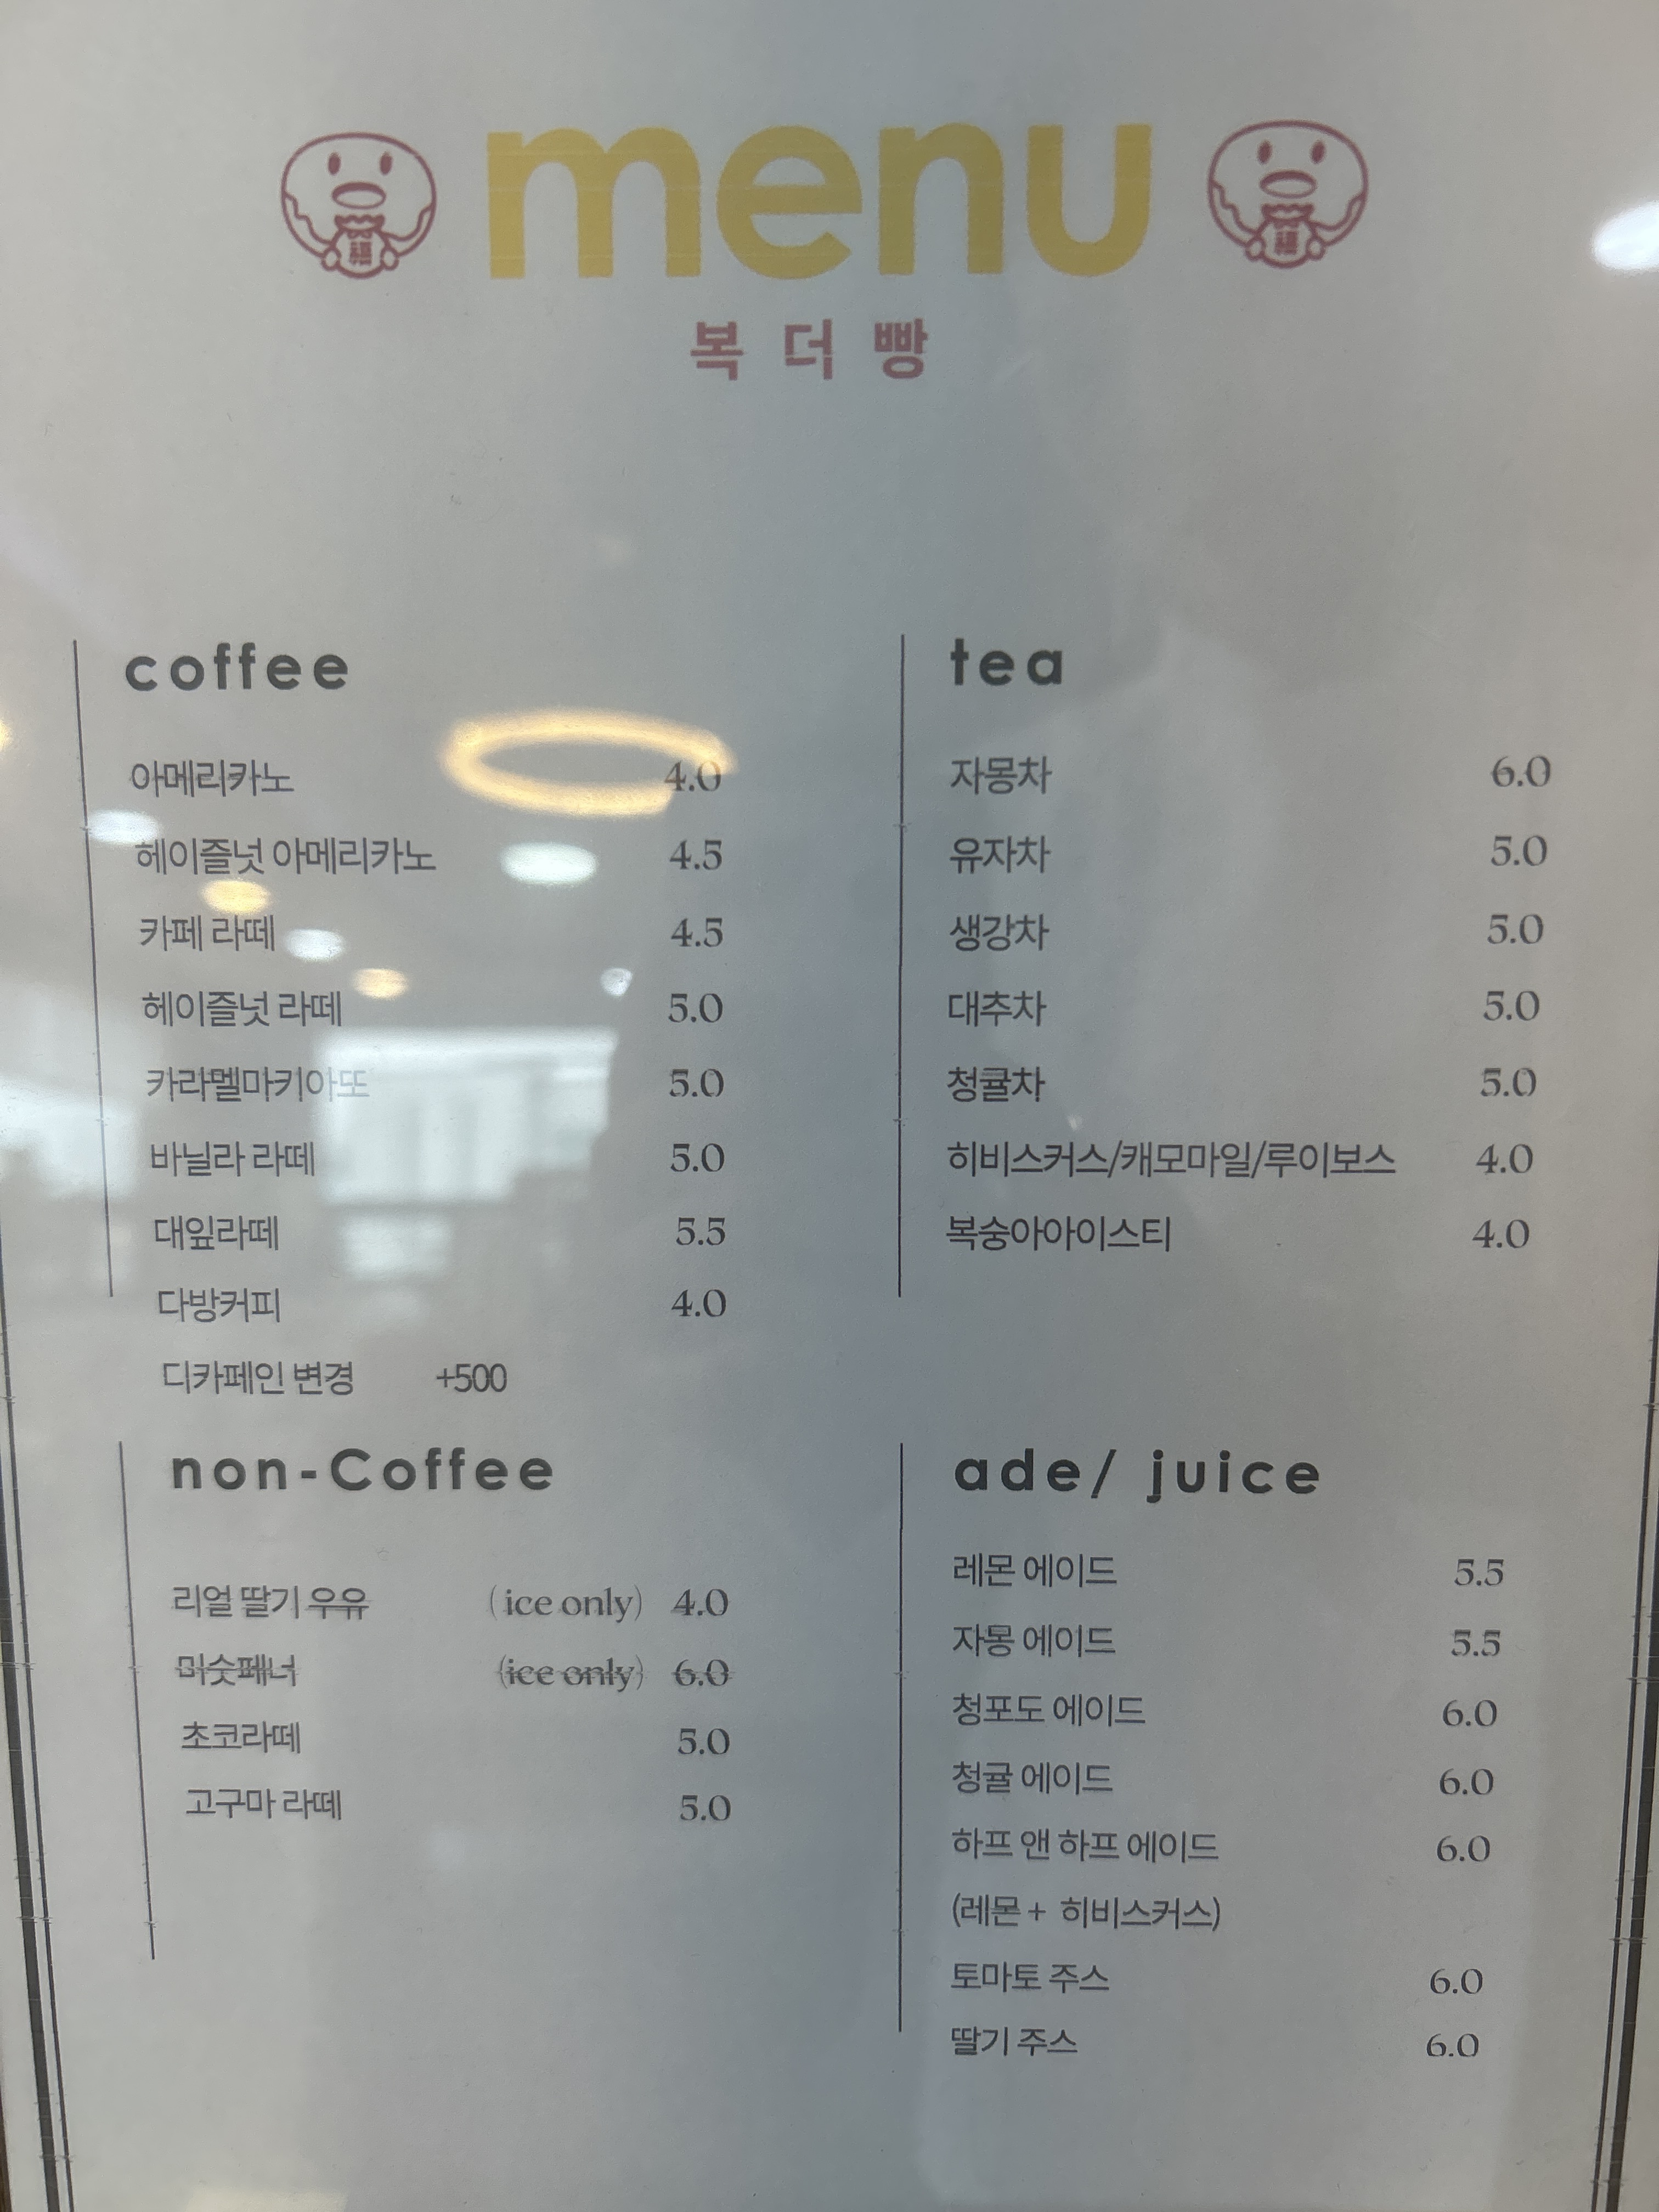 menu
복더빵
coffee
아메리카노 4.0
헤이즐넛 아메리카노 4.5
카페 라떼 4.5
헤이즐넛 라떼 5.0
카라멜마키아또 5.0
바닐라 라떼 5.0
대잎라떼 5.5
다방커피 4.0
디카페인 변경 +500
tea
자몽차 6.0
유자차 5.0
생강차 5.0
대추차 5.0
청귤차 5.0
히비스커스/캐모마일/루이보스 4.0
복숭아아이스티 4.0
non-Coffee
리얼 딸기 우유 (ice only) 4.0
미숫페너 (ice only) 6.0
초코라떼 5.0
고구마 라떼 5.0
ade/ juice
레몬 에이드 5.5
자몽 에이드 5.5
청포도 에이드 6.0
청귤 에이드 6.0
하프 앤 하프 에이드 6.0
(레몬 + 히비스커스)
토마토 주스 6.0
딸기 주스 6.0